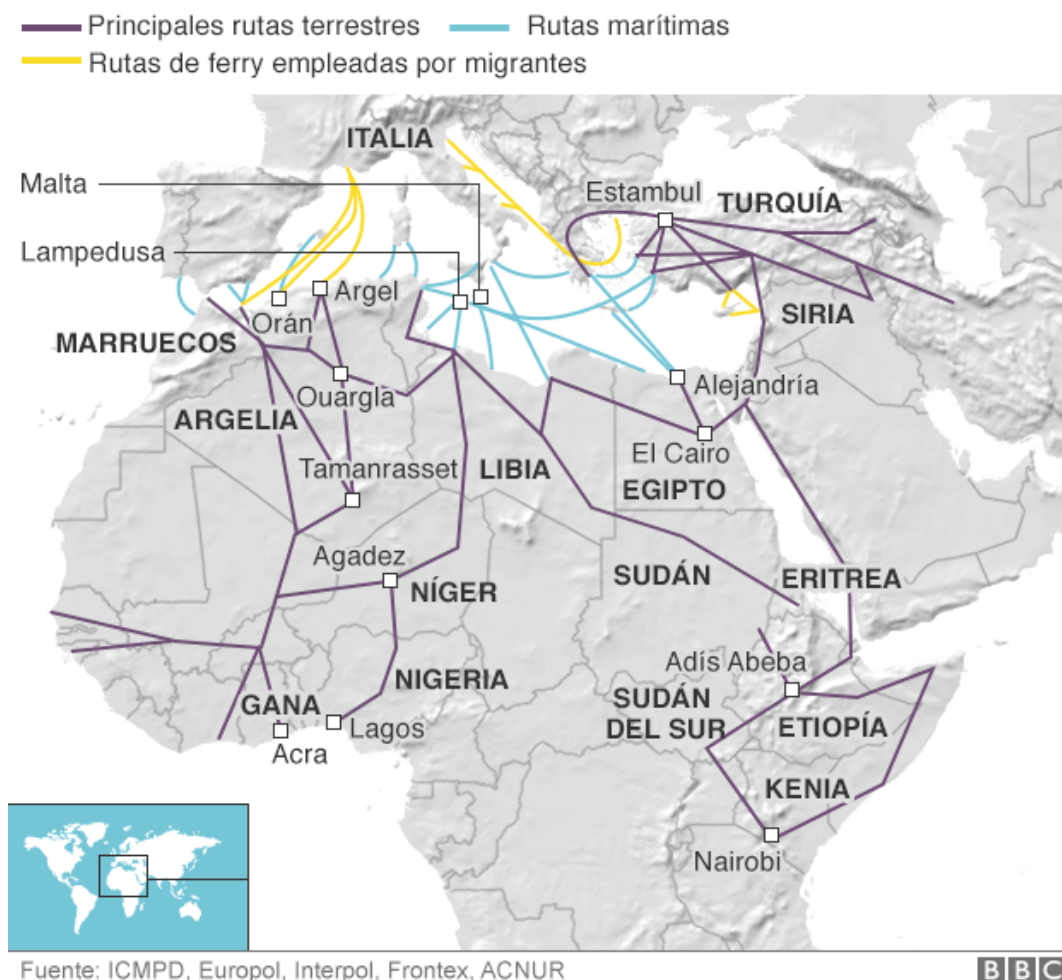 Principales rutas terrestres
Rutas marítimas
Rutas de ferry empleadas por migrantes
ITALIA
Malta
Estambul
TURQUÍA
Lampedusa
Argel
Orán
SIRIA
MARRUECOS
Alejandría
Ouargla
ARGELIA
El Cairo
Tamanrasset
LIBIA
EGIPTO
Agadez
NÍGER
SUDÁN
ERITREA
Adís Abeba
NIGERIA
GANA
SUDÁN
DEL SUR
Lagos
ETIOPÍA
Acra
KENIA
Nairobi
Fuente: ICMPD, Europol, Interpol, Frontex, ACNUR
BBC